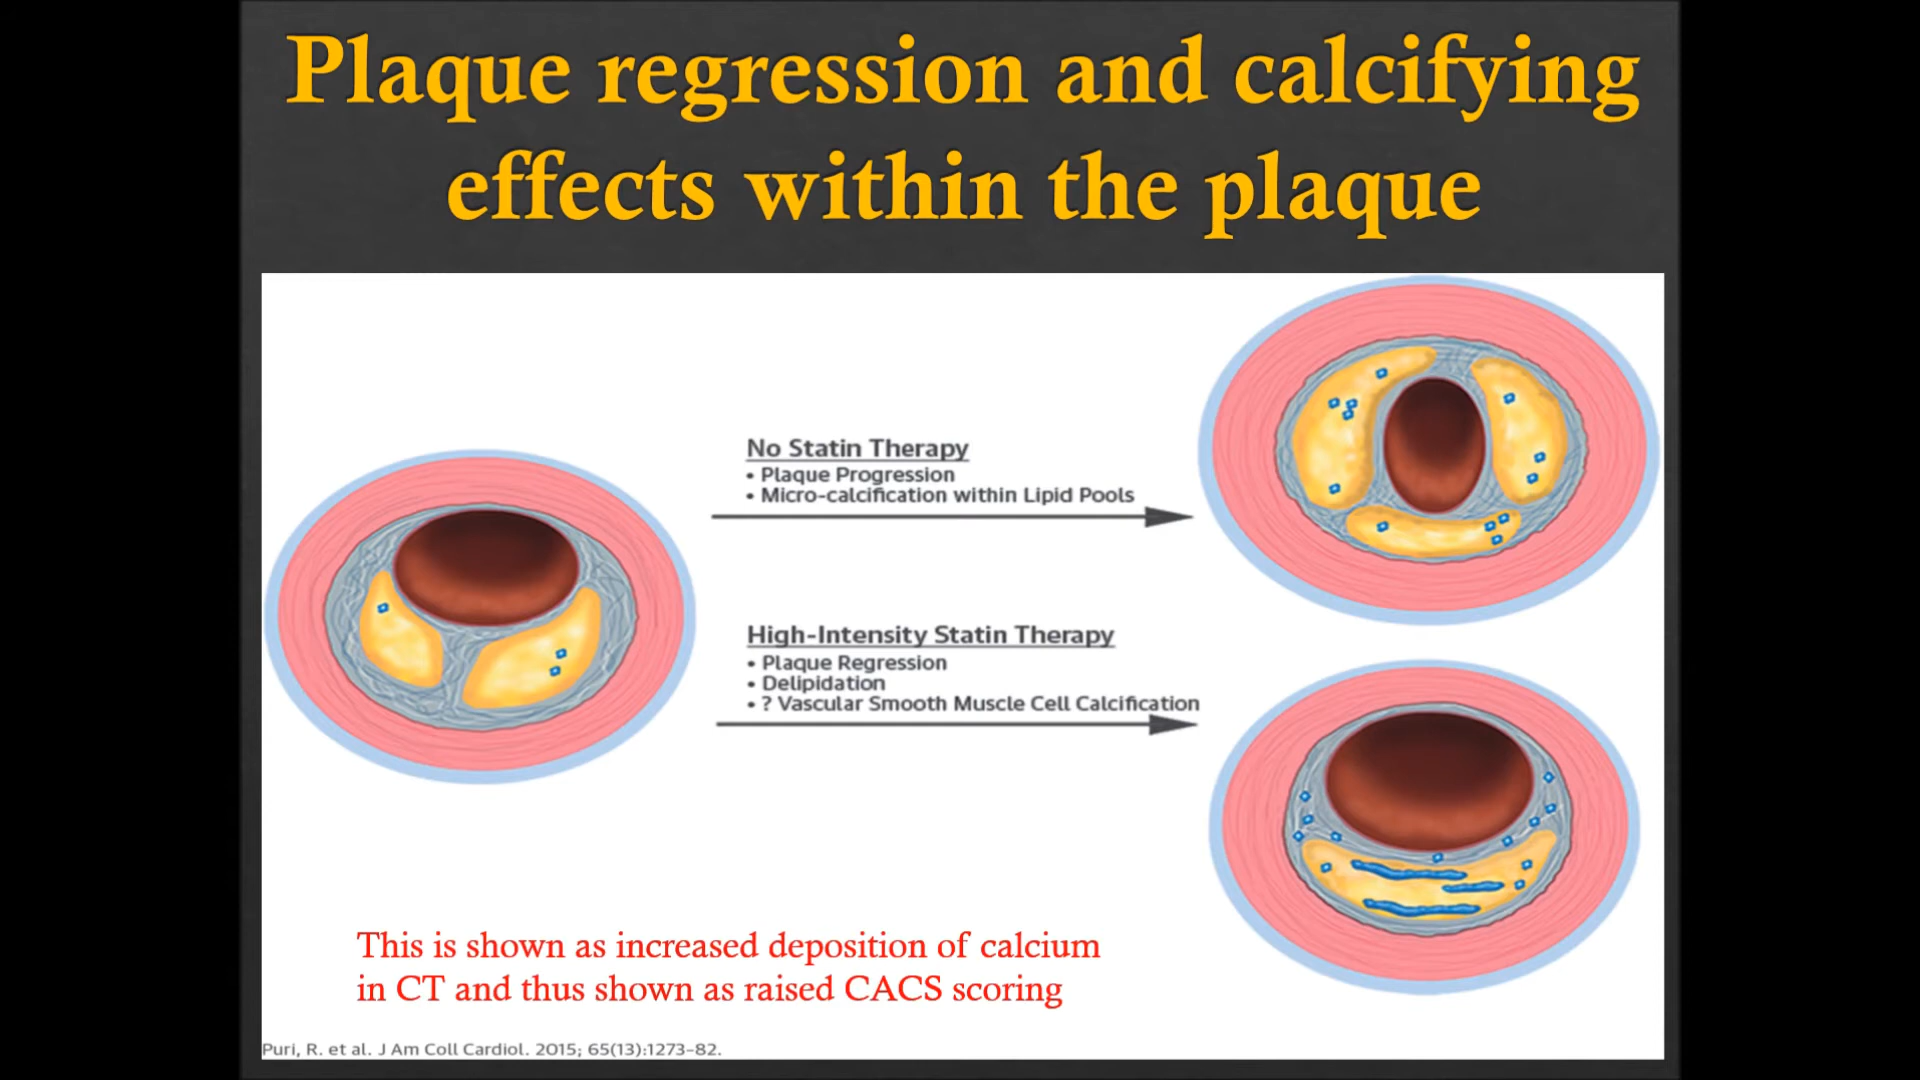 Plaque regression and calcifying
effects within the plaque
No Statin Therapy
• Plaque Progression
• Micro-calcification within Lipid Pools
High-Intensity Statin Therapy
• Plaque Regression
• Delipidation
• ? Vascular Smooth Muscle Cell Calcification
This is shown as increased deposition of calcium
in CT and thus shown as raised CACS scoring
Puri, R. et al. J Am Coll Cardiol. 2015; 65(13):1273-82.